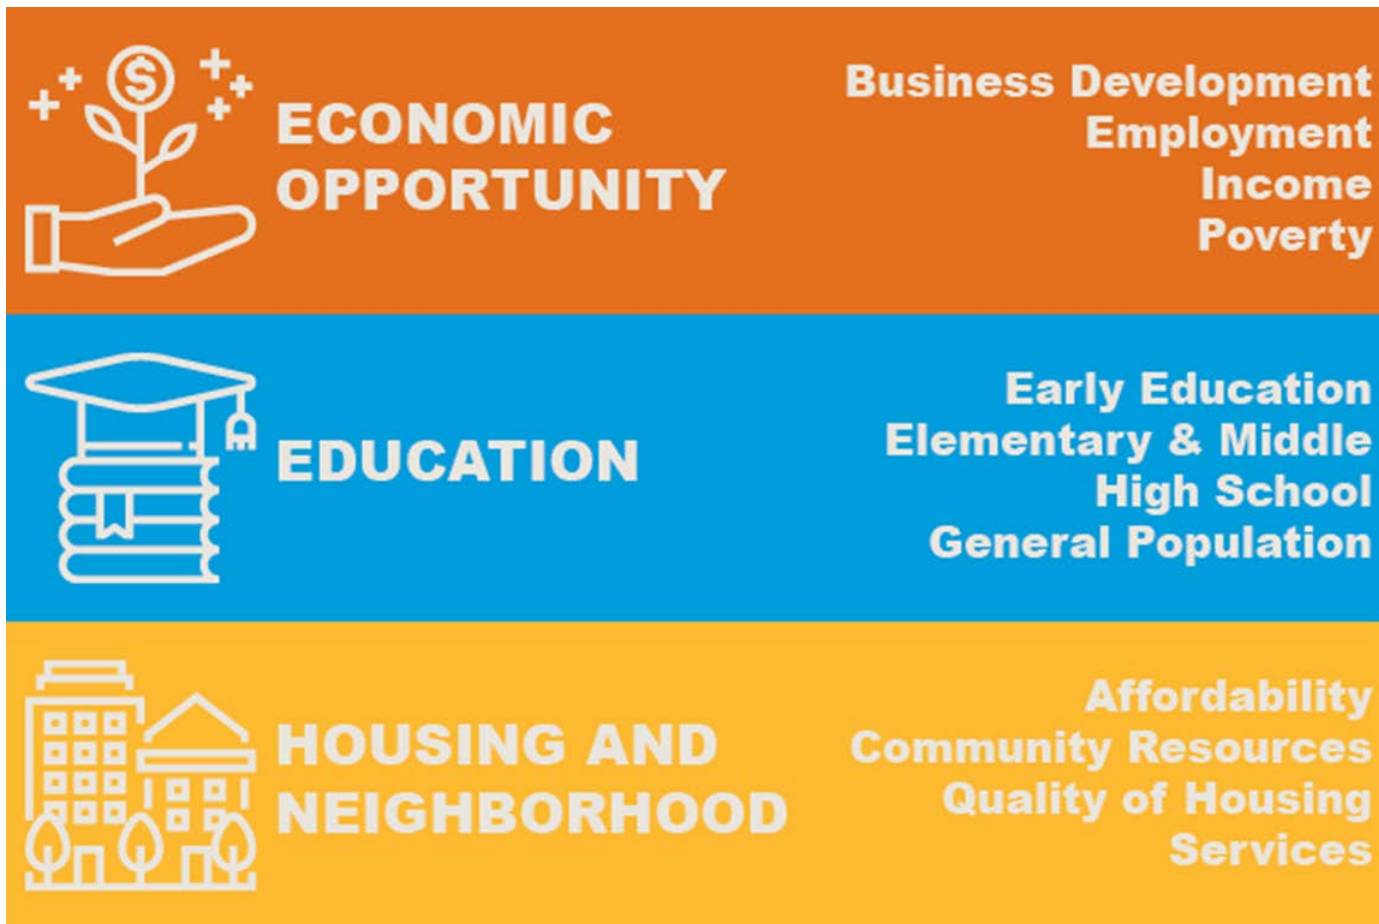 ECONOMIC
OPPORTUNITY
Business Development
Employment
Income
Poverty
EDUCATION
Early Education
Elementary & Middle
High School
General Population
HOUSING AND
NEIGHBORHOOD
Affordability
Community Resources
Quality of Housing
Services